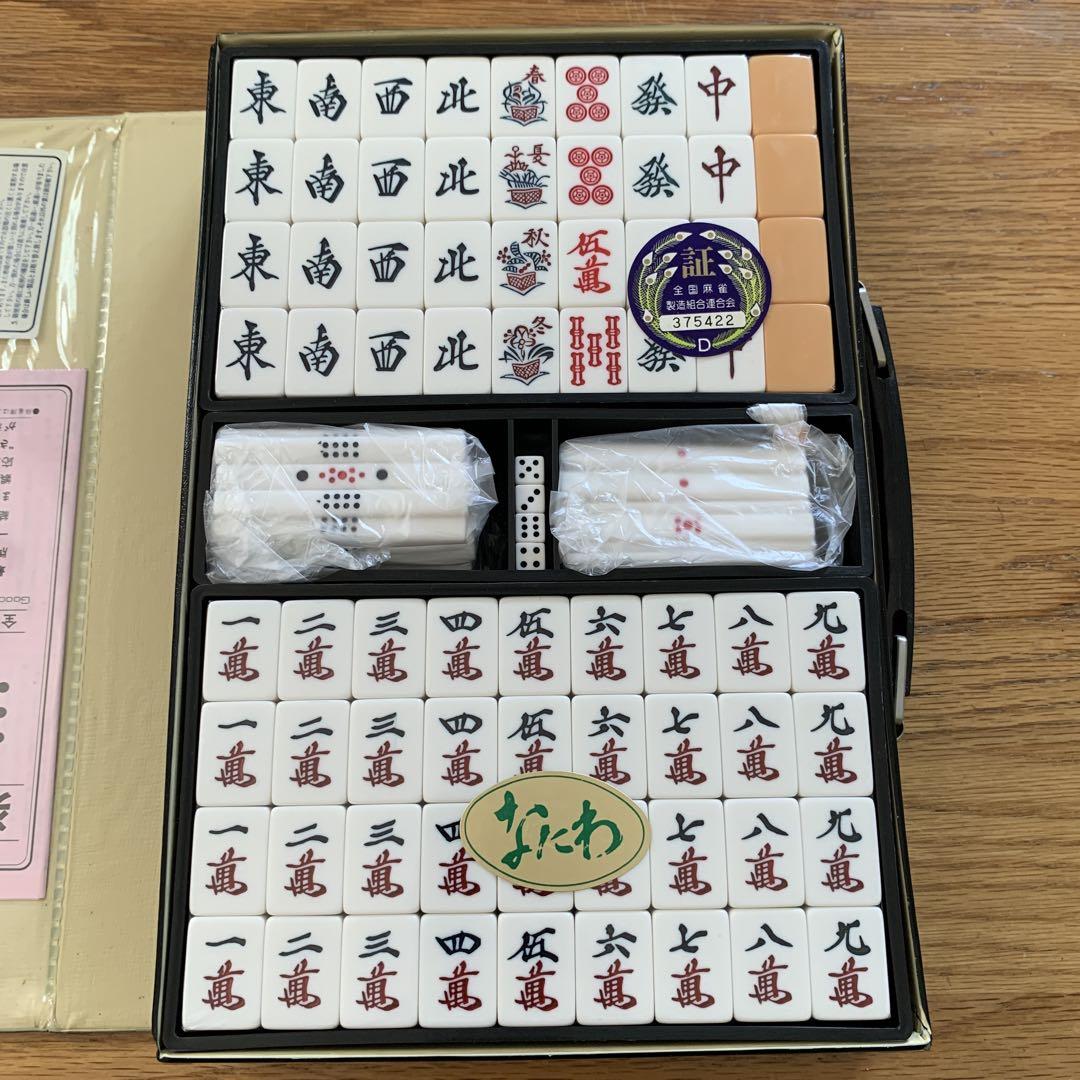 東 南 西 北 春 發 中
東 南 西 北 夏 發 中
東 南 西 北 秋 伍萬
東 南 西 北 冬 發 中
証
全国麻雀
製造組合連合会
375422
D
一萬 二萬 三萬 四萬 伍萬 六萬 七萬 八萬 九萬
一萬 二萬 三萬 四萬 伍萬 六萬 七萬 八萬 九萬
一萬 二萬 三萬 四萬 七萬 八萬 九萬
なにわ
一萬 二萬 三萬 四萬 伍萬 六萬 七萬 八萬 九萬